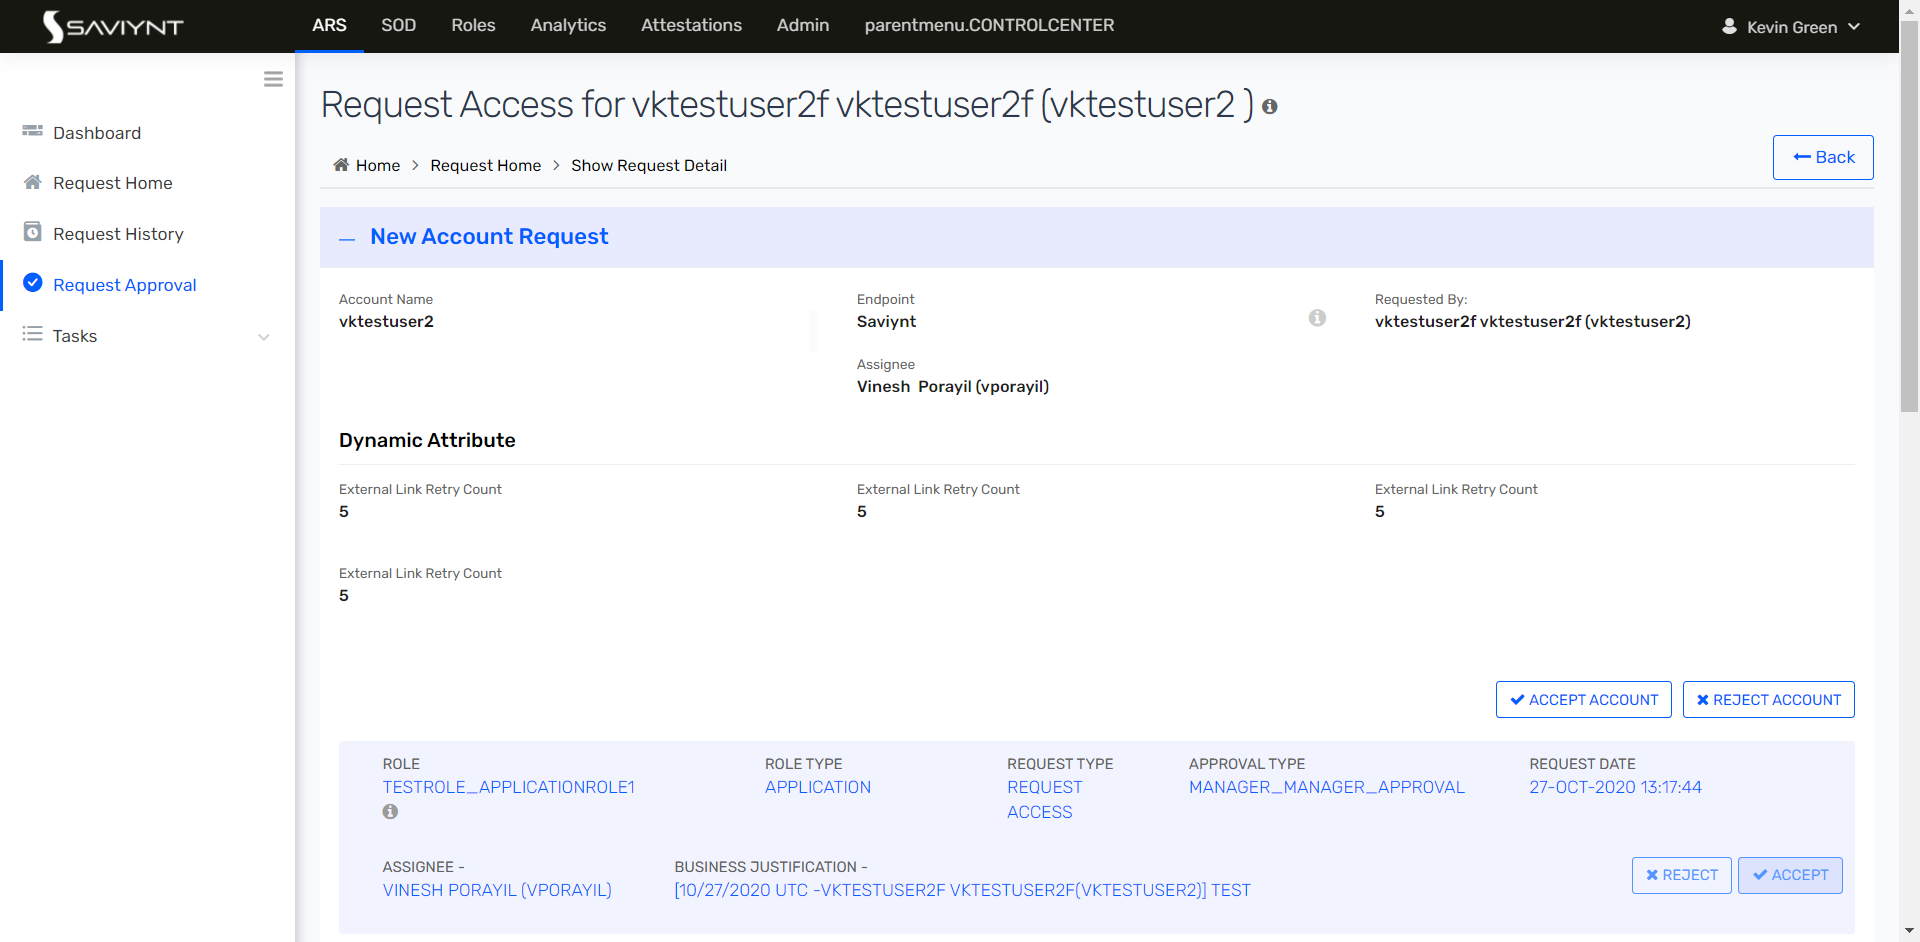 SAVIYNT
ARS SOD Roles Analytics Attestations Admin parentmenu.CONTROLCENTER Kevin Green
Request Access for vktestuser2f vktestuser2f (vktestuser2 )
Dashboard
Request Home
Request History
Request Approval
Tasks
Home > Request Home > Show Request Detail
Back
New Account Request
Account Name Endpoint Requested By:
vktestuser2 Saviynt vktestuser2f vktestuser2f (vktestuser2)
Assignee
Vinesh Porayil (vporayil)
Dynamic Attribute
External Link Retry Count External Link Retry Count External Link Retry Count
5 5 5
External Link Retry Count
5
ACCEPT ACCOUNT REJECT ACCOUNT
ROLE ROLE TYPE REQUEST TYPE APPROVAL TYPE REQUEST DATE
TESTROLE_APPLICATIONROLE1 APPLICATION REQUEST MANAGER_MANAGER_APPROVAL 27-OCT-2020 13:17:44
ACCESS
ASSIGNEE - BUSINESS JUSTIFICATION -
VINESH PORAYIL (VPORAYIL) [10/27/2020 UTC -VKTESTUSER2F VKTESTUSER2F(VKTESTUSER2)] TEST
REJECT ACCEPT